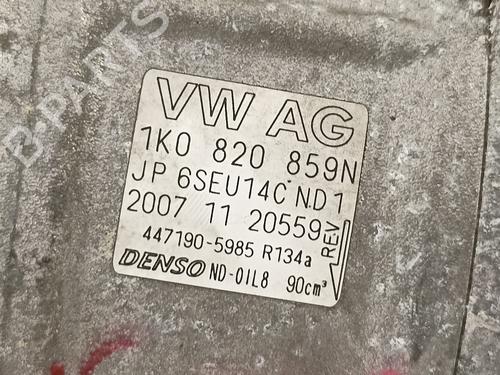 B-PARTS
VW AG
1K0 820 859N
JP 6SEU14C ND1
2007 11 20559
REV
447190-5985 R134a
DENSO ND-OIL8 90cm³